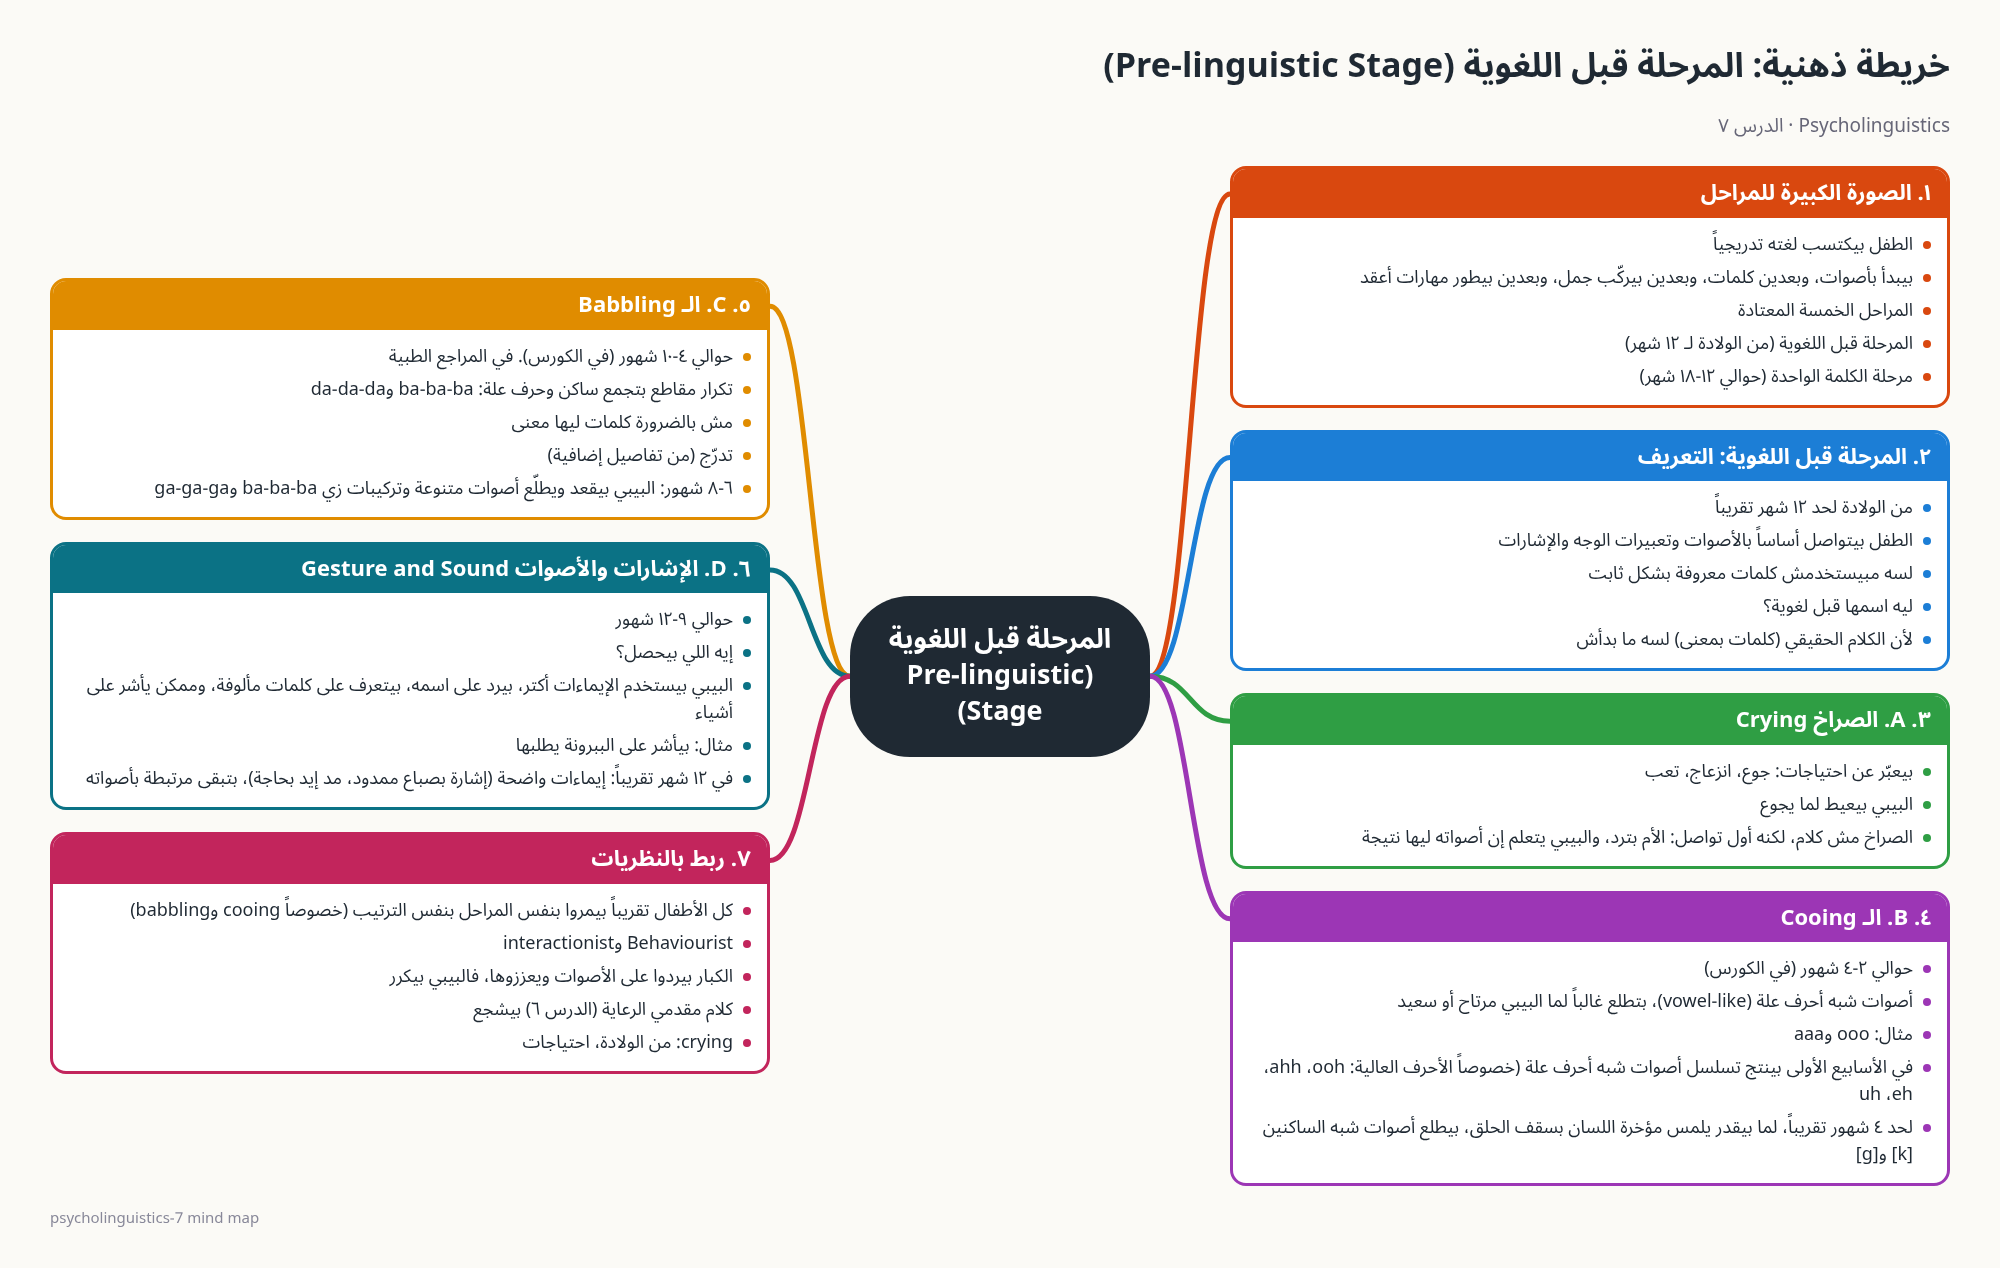 خريطة ذهنية: المرحلة قبل اللغوية (Pre-linguistic Stage)
Psycholinguistics · الدرس ٧
١. الصورة الكبيرة للمراحل
الطفل بيكتسب لغته تدريجياً
بيبدأ بأصوات، وبعدين كلمات، وبعدين بيركّب جمل، وبعدين بيطور مهارات أعقد
المراحل الخمسة المعتادة
المرحلة قبل اللغوية (من الولادة لـ ١٢ شهر)
مرحلة الكلمة الواحدة (حوالي ١٢-١٨ شهر)
٢. المرحلة قبل اللغوية: التعريف
من الولادة لحد ١٢ شهر تقريباً
الطفل بيتواصل أساساً بالأصوات وتعبيرات الوجه والإشارات
لسه مبيستخدمش كلمات معروفة بشكل ثابت
ليه اسمها قبل لغوية؟
لأن الكلام الحقيقي (كلمات بمعنى) لسه ما بدأش
٣. A. الصراخ Crying
بيعبّر عن احتياجات: جوع، انزعاج، تعب
البيبي بيعيط لما يجوع
الصراخ مش كلام، لكنه أول تواصل: الأم بترد، والبيبي يتعلم إن أصواته ليها نتيجة
٤. B. الـ Cooing
حوالي ٢-٤ شهور (في الكورس)
أصوات شبه أحرف علة (vowel-like)، بتطلع غالباً لما البيبي مرتاح أو سعيد
مثال: ooo وaaa
في الأسابيع الأولى بينتج تسلسل أصوات شبه أحرف علة (خصوصاً الأحرف العالية: ooh، ahh،
eh، uh
لحد ٤ شهور تقريباً، لما بيقدر يلمس مؤخرة اللسان بسقف الحلق، بيطلع أصوات شبه الساكنين
[k] و[g]
المرحلة قبل اللغوية
(Pre-linguistic
Stage)
٥. C. الـ Babbling
حوالي ٤-١٠ شهور (في الكورس). في المراجع الطبية
تكرار مقاطع بتجمع ساكن وحرف علة: ba-ba-ba وda-da-da
مش بالضرورة كلمات ليها معنى
تدرّج (من تفاصيل إضافية)
٦-٨ شهور: البيبي بيقعد ويطلّع أصوات متنوعة وتركيبات زي ba-ba-ba وga-ga-ga
٦. D. الإشارات والأصوات Gesture and Sound
حوالي ٩-١٢ شهور
إيه اللي بيحصل؟
البيبي بيستخدم الإيماءات أكتر، بيرد على اسمه، بيتعرف على كلمات مألوفة، وممكن يأشر على
أشياء
مثال: بيأشر على الببرونة يطلبها
في ١٢ شهر تقريباً: إيماءات واضحة (إشارة بصباع ممدود، مد إيد بحاجة)، بتبقى مرتبطة بأصواته
٧. ربط بالنظريات
كل الأطفال تقريباً بيمروا بنفس المراحل بنفس الترتيب (خصوصاً cooing وbabbling)
Behaviourist وinteractionist
الكبار بيردوا على الأصوات ويعززوها، فالبيبي بيكرر
كلام مقدمي الرعاية (الدرس ٦) بيشجع
crying: من الولادة، احتياجات
psycholinguistics-7 mind map